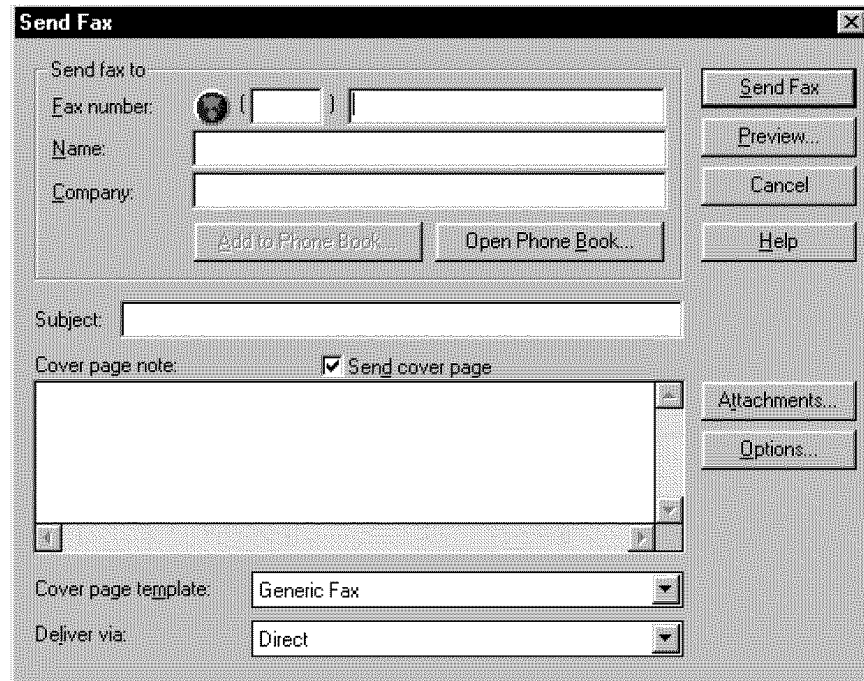 Send Fax
Send fax to
Fax number: ( )
Name:
Company:
Add to Phone Book... Open Phone Book...
Send Fax
Preview...
Cancel
Help
Subject:
Cover page note: Send cover page
Attachments...
Options...
Cover page template: Generic Fax
Deliver via: Direct